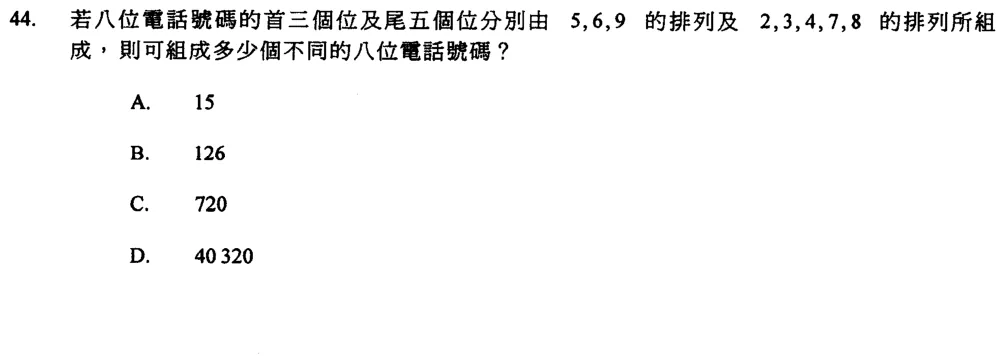 44. 若八位電話號碼的首三個位及尾五個位分別由 5, 6, 9 的排列及 2, 3, 4, 7, 8 的排列所組
成，則可組成多少個不同的八位電話號碼？
A. 15
B. 126
C. 720
D. 40 320